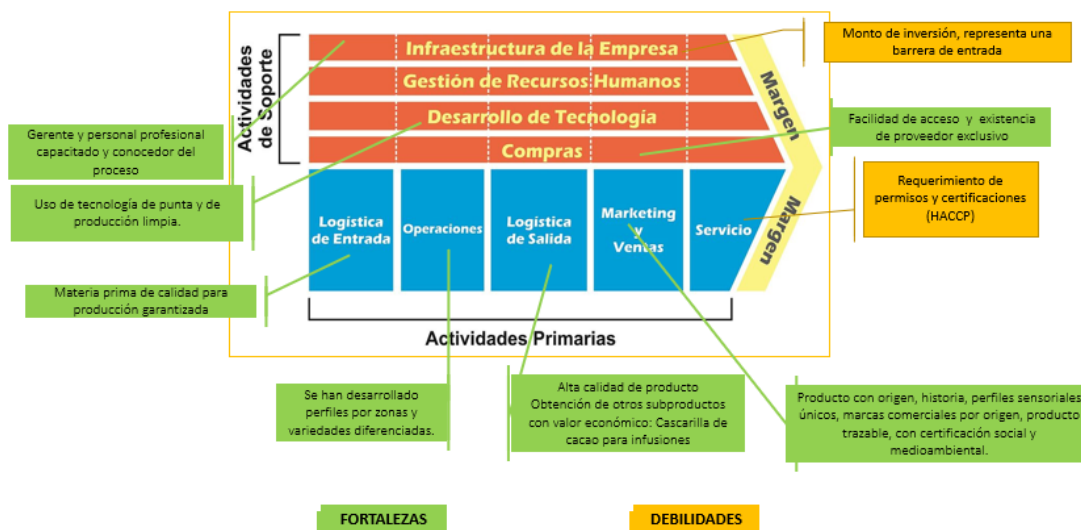 Infraestructura de la Empresa
Gestión de Recursos Humanos
Desarrollo de Tecnología
Compras
Actividades
de Soporte
Margen
Margen
Monto de inversión, representa una
barrera de entrada
Facilidad de acceso y existencia
de proveedor exclusivo
Gerente y personal profesional
capacitado y conocedor del
proceso
Uso de tecnología de punta y de
producción limpia.
Requerimiento de
permisos y certificaciones
(HACCP)
Logística
de Entrada
Operaciones
Logística
de Salida
Marketing
y
Ventas
Servicio
Materia prima de calidad para
producción garantizada
Actividades Primarias
Se han desarrollado
perfiles por zonas y
variedades diferenciadas.
Alta calidad de producto
Obtención de otros subproductos
con valor económico: Cascarilla de
cacao para infusiones
Producto con origen, historia, perfiles sensoriales
únicos, marcas comerciales por origen, producto
trazable, con certificación social y
medioambiental.
FORTALEZAS
DEBILIDADES